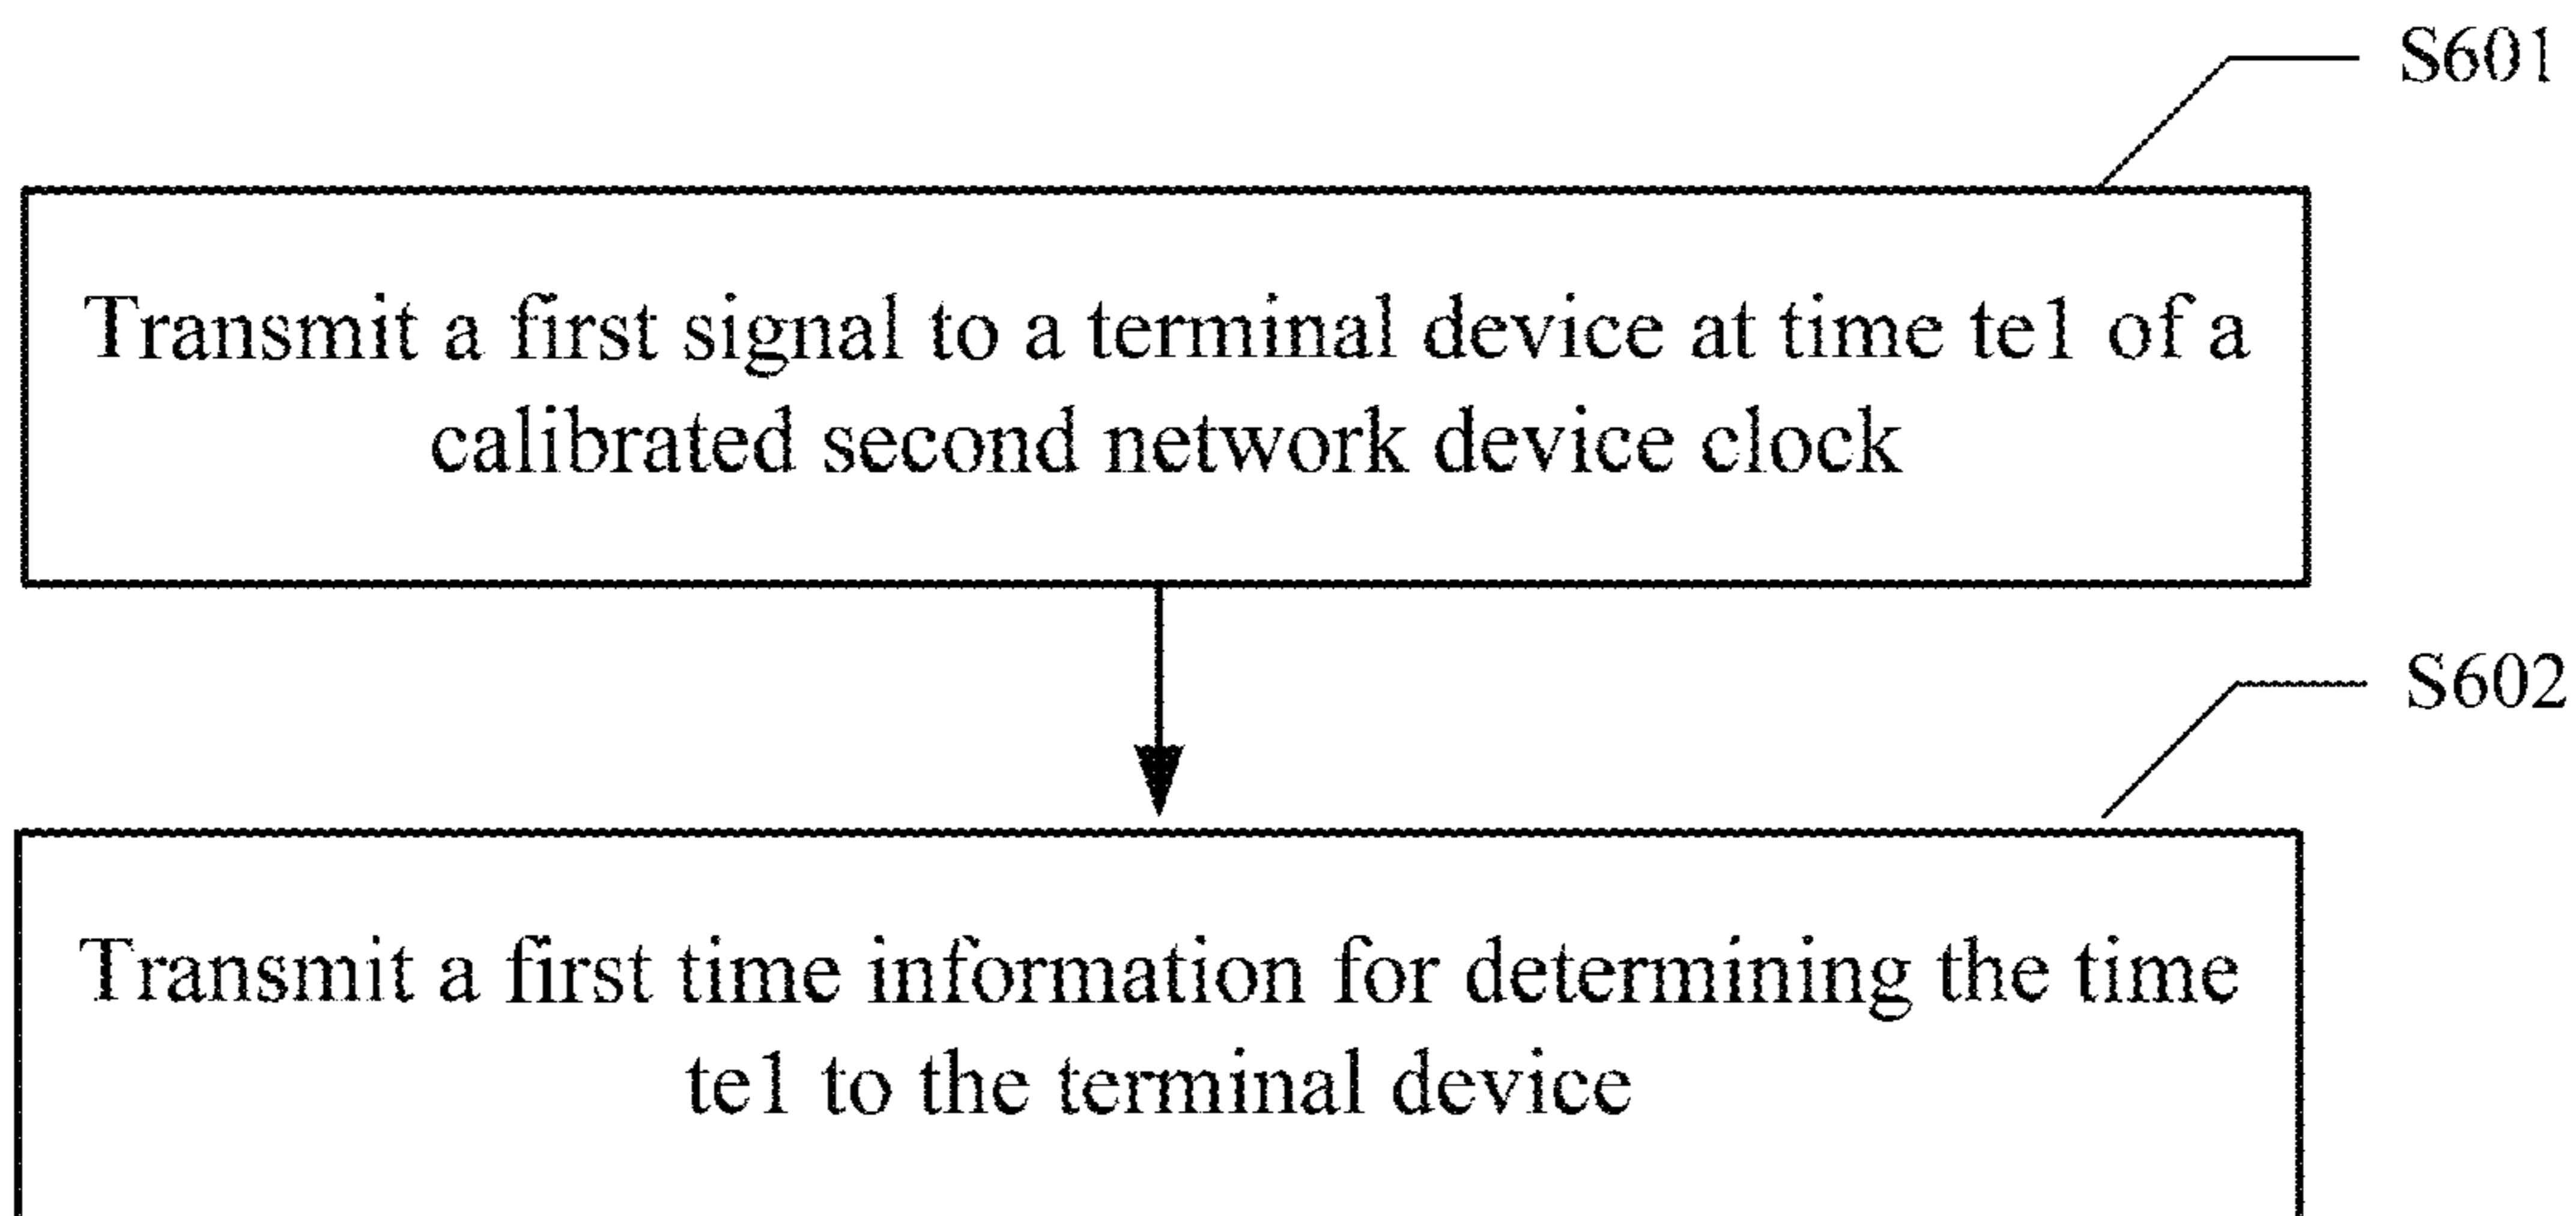 S601
Transmit a first signal to a terminal device at time te1 of a
calibrated second network device clock
S602
Transmit a first time information for determining the time
te1 to the terminal device